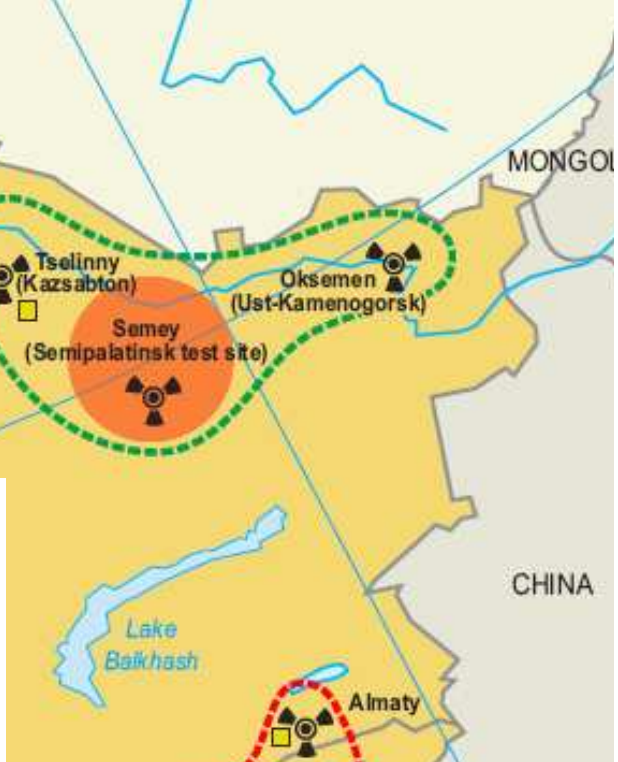 MONGOL
Tselinny
(Kazsabton)
Oksemen
(Ust-Kamenogorsk)
Semey
(Semipalatinsk test site)
CHINA
Lake
Balkhash
Almaty